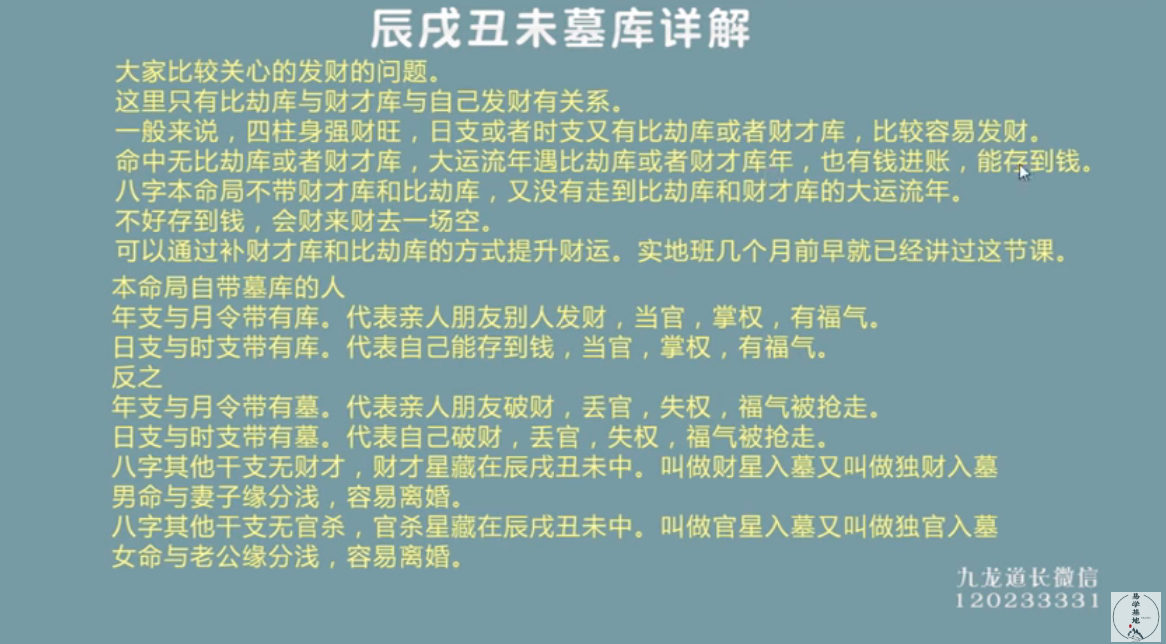 辰戌丑未墓库详解
大家比较关心的发财的问题。
这里只有比劫库与财才库与自己发财有关系。
一般来说，四柱身强财旺，日支或者时支又有比劫库或者财才库，比较容易发财。
命中无比劫库或者财才库，大运流年遇比劫库或者财才库年，也有钱进账，能存到钱。
八字本命局不带财才库和比劫库，又没有走到比劫库和财才库的大运流年。
不好存到钱，会财来财去一场空。
可以通过补财才库和比劫库的方式提升财运。实地班几个月前早就已经讲过这节课。
本命局自带墓库的人
年支与月令带有库。代表亲人朋友别人发财，当官，掌权，有福气。
日支与时支带有库。代表自己能存到钱，当官，掌权，有福气。
反之
年支与月令带有墓。代表亲人朋友破财，丢官，失权，福气被抢走。
日支与时支带有墓。代表自己破财，丢官，失权，福气被抢走。
八字其他干支无财才，财才星藏在辰戌丑未中。叫做财星入墓又叫做独财入墓
男命与妻子缘分浅，容易离婚。
八字其他干支无官杀，官杀星藏在辰戌丑未中。叫做官星入墓又叫做独官入墓
女命与老公缘分浅，容易离婚。
九龙道长微信
120233331
易学基地